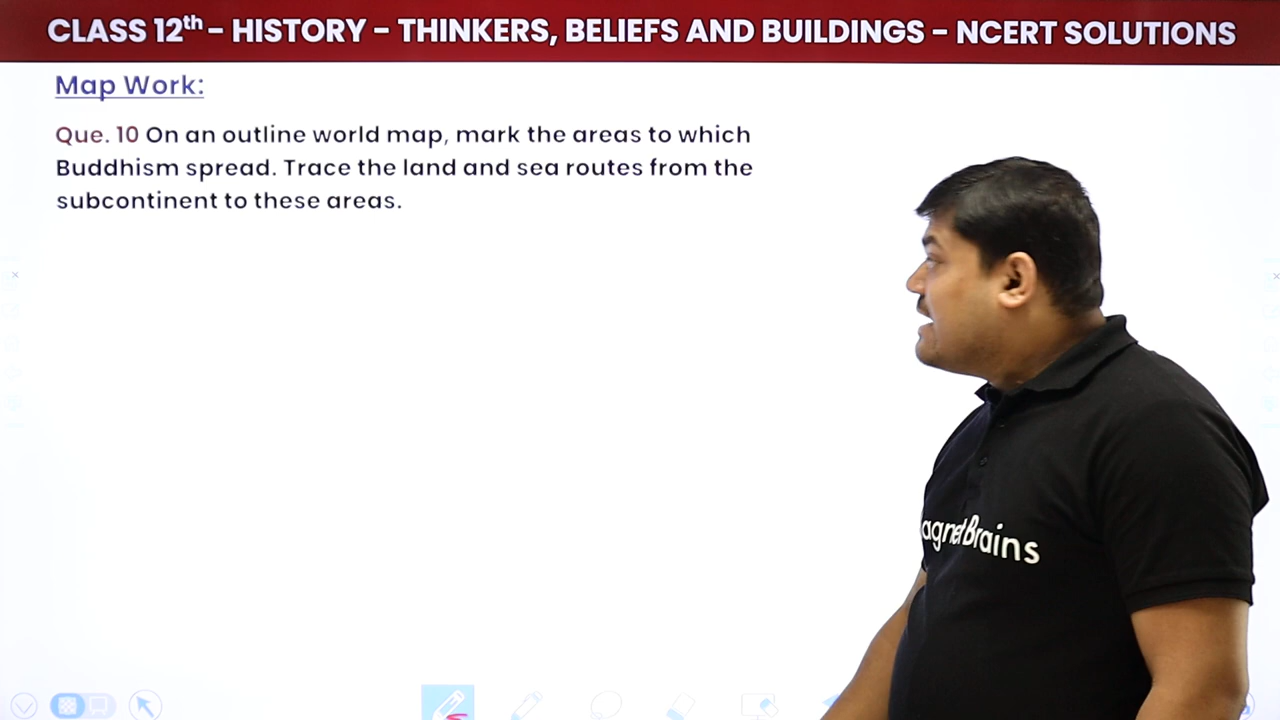 CLASS 12th – HISTORY – THINKERS, BELIEFS AND BUILDINGS – NCERT SOLUTIONS
Map Work:
Que. 10 On an outline world map, mark the areas to which
Buddhism spread. Trace the land and sea routes from the
subcontinent to these areas.
agnetBrains